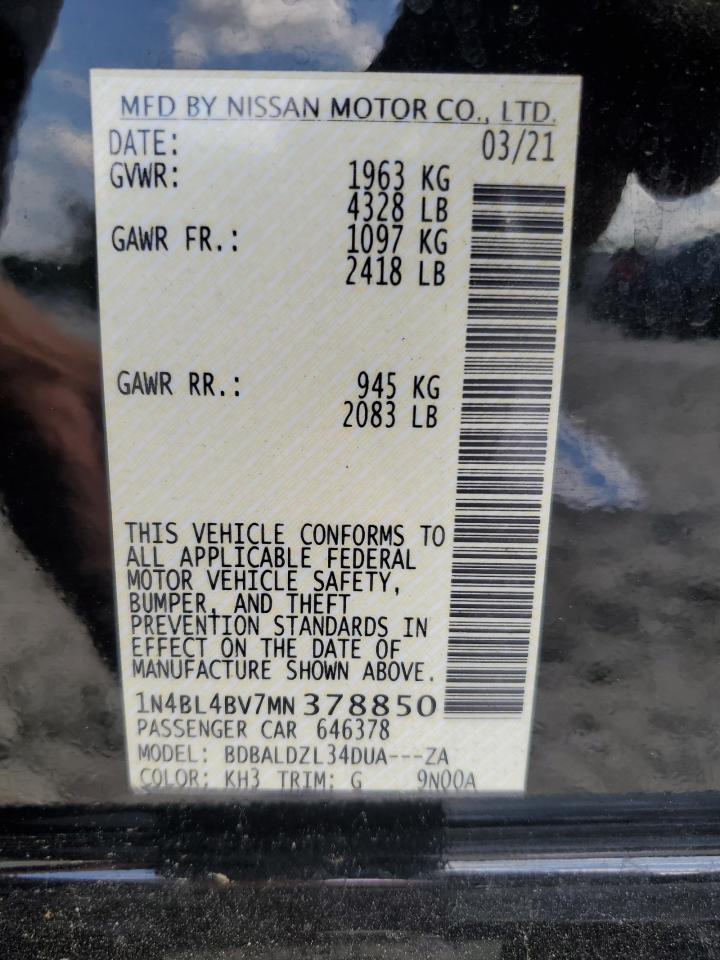 MFD BY NISSAN MOTOR CO., LTD.
DATE: 03/21
GVWR: 1963 KG
4328 LB
GAWR FR.: 1097 KG
2418 LB
GAWR RR.: 945 KG
2083 LB
THIS VEHICLE CONFORMS TO
ALL APPLICABLE FEDERAL
MOTOR VEHICLE SAFETY,
BUMPER, AND THEFT
PREVENTION STANDARDS IN
EFFECT ON THE DATE OF
MANUFACTURE SHOWN ABOVE.
1N4BL4BV7MN378850
PASSENGER CAR 646378
MODEL: BDBALDZL34DUA---ZA
COLOR: KH3 TRIM: G 9N00A